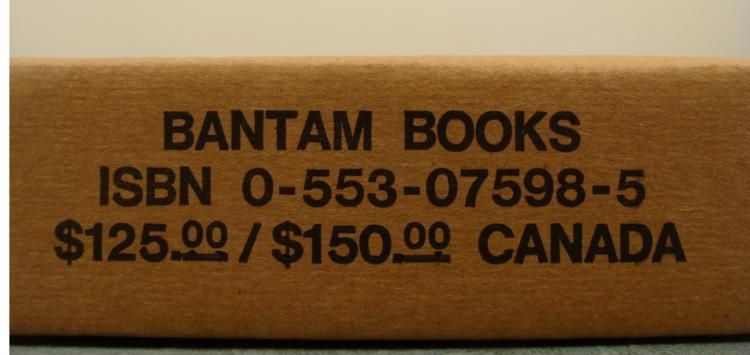 BANTAM BOOKS
ISBN 0-553-07598-5
$125.00 / $150.00 CANADA